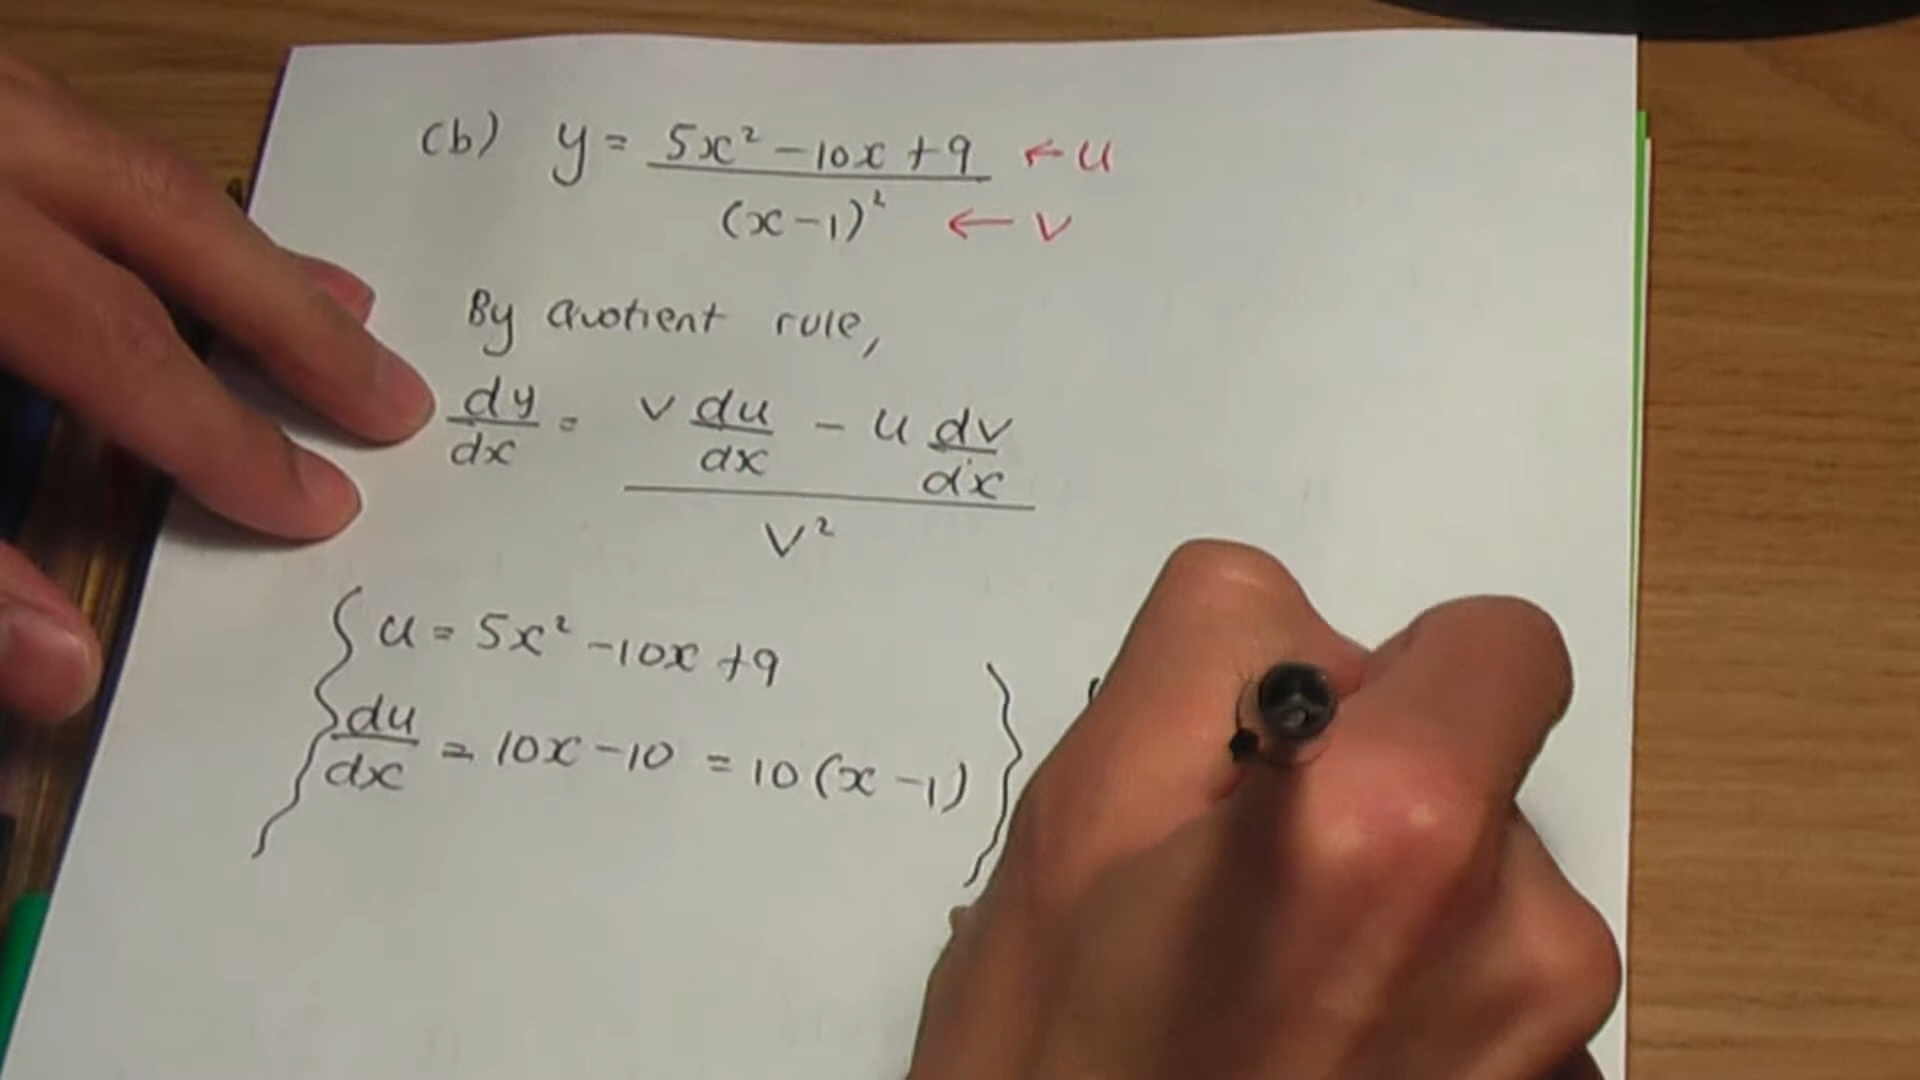 (b) y = 5x² -10x +9 ← u
(x-1)² ← v
By quotient rule,
dy/dx = v du/dx - u dv/dx
v²
u = 5x² -10x +9
du/dx = 10x -10 = 10(x -1)